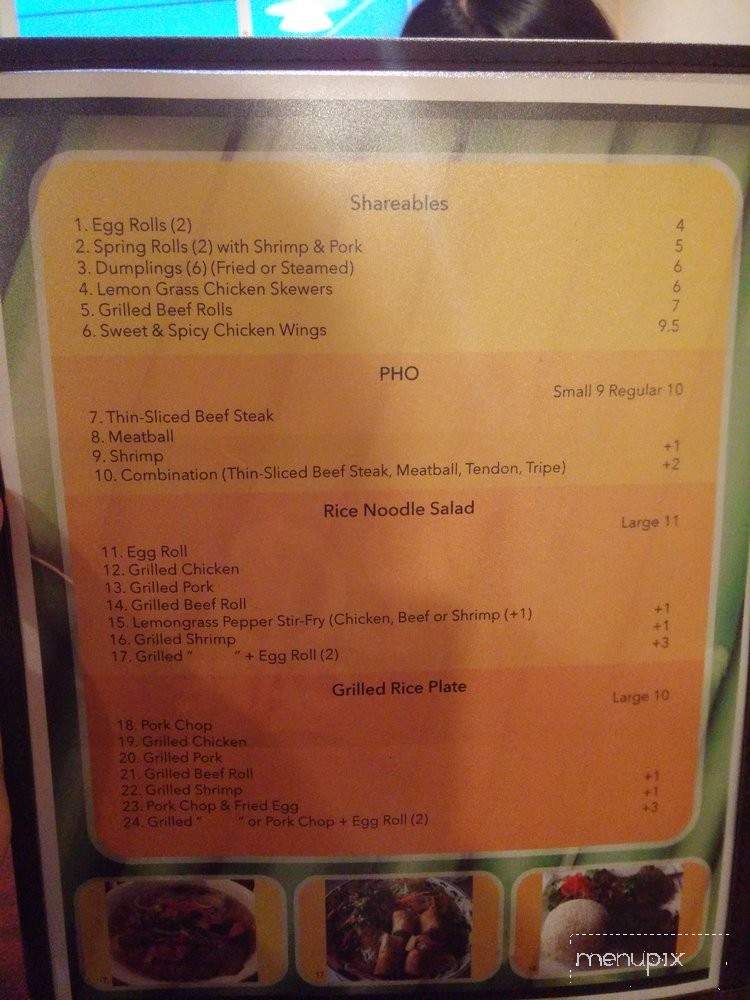 Shareables
1. Egg Rolls (2) 4
2. Spring Rolls (2) with Shrimp & Pork 5
3. Dumplings (6) (Fried or Steamed) 6
4. Lemon Grass Chicken Skewers 6
5. Grilled Beef Rolls 7
6. Sweet & Spicy Chicken Wings 9.5
PHO
Small 9 Regular 10
7. Thin-Sliced Beef Steak
8. Meatball
9. Shrimp +1
10. Combination (Thin-Sliced Beef Steak, Meatball, Tendon, Tripe) +2
Rice Noodle Salad
Large 11
11. Egg Roll
12. Grilled Chicken
13. Grilled Pork
14. Grilled Beef Roll
15. Lemongrass Pepper Stir-Fry (Chicken, Beef or Shrimp (+1) +1
16. Grilled Shrimp +1
17. Grilled “ ” + Egg Roll (2) +3
Grilled Rice Plate
Large 10
18. Pork Chop
19. Grilled Chicken
20. Grilled Pork
21. Grilled Beef Roll
22. Grilled Shrimp +1
23. Pork Chop & Fried Egg +1
24. Grilled “ ” or Pork Chop + Egg Roll (2) +3
menupix